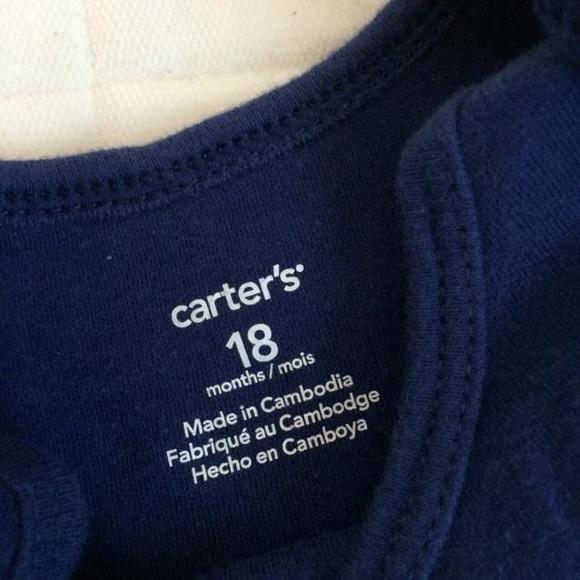 carter's
18
months / mois
Made in Cambodia
Fabriqué au Cambodge
Hecho en Camboya